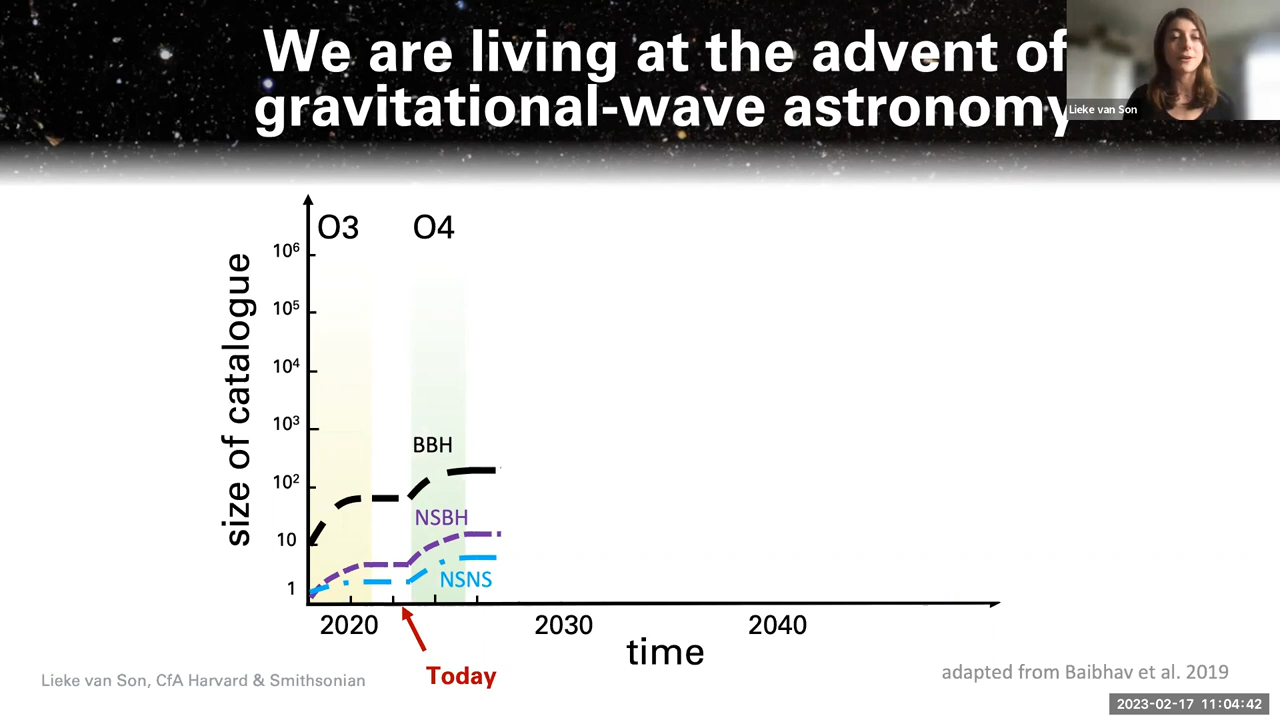 We are living at the advent of
gravitational-wave astronomy
Lieke van Son
O3 O4
size of catalogue
10⁶
10⁵
10⁴
10³
10²
10
1
BBH
NSBH
NSNS
2020 2030 2040
time
Today
Lieke van Son, CfA Harvard & Smithsonian
adapted from Baibhav et al. 2019
2023-02-17 11:04:42